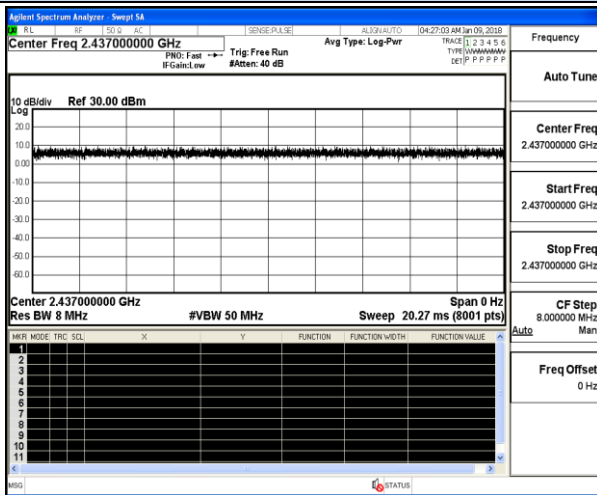 Agilent Spectrum Analyzer - Swept SA
RL RF 50 Ω AC SENSE:PULSE ALIGNAUTO 04:27:03 AM Jan 09, 2018
Center Freq 2.437000000 GHz
PNO: Fast
IFGain:Low
Trig: Free Run
#Atten: 40 dB
Avg Type: Log-Pwr
TRACE 1 2 3 4 5 6
TYPE
DET P P P P P P
10 dB/div Ref 30.00 dBm
Log
20.0
10.0
0.00
-10.0
-20.0
-30.0
-40.0
-50.0
-60.0
Center 2.437000000 GHz Span 0 Hz
Res BW 8 MHz #VBW 50 MHz Sweep 20.27 ms (8001 pts)
MKR MODE TRC SCL X Y FUNCTION FUNCTION WIDTH FUNCTION VALUE
1
2
3
4
5
6
7
8
9
10
11
MSG STATUS
Frequency
Auto Tune
Center Freq
2.437000000 GHz
Start Freq
2.437000000 GHz
Stop Freq
2.437000000 GHz
CF Step
8.000000 MHz
Auto Man
Freq Offset
0 Hz